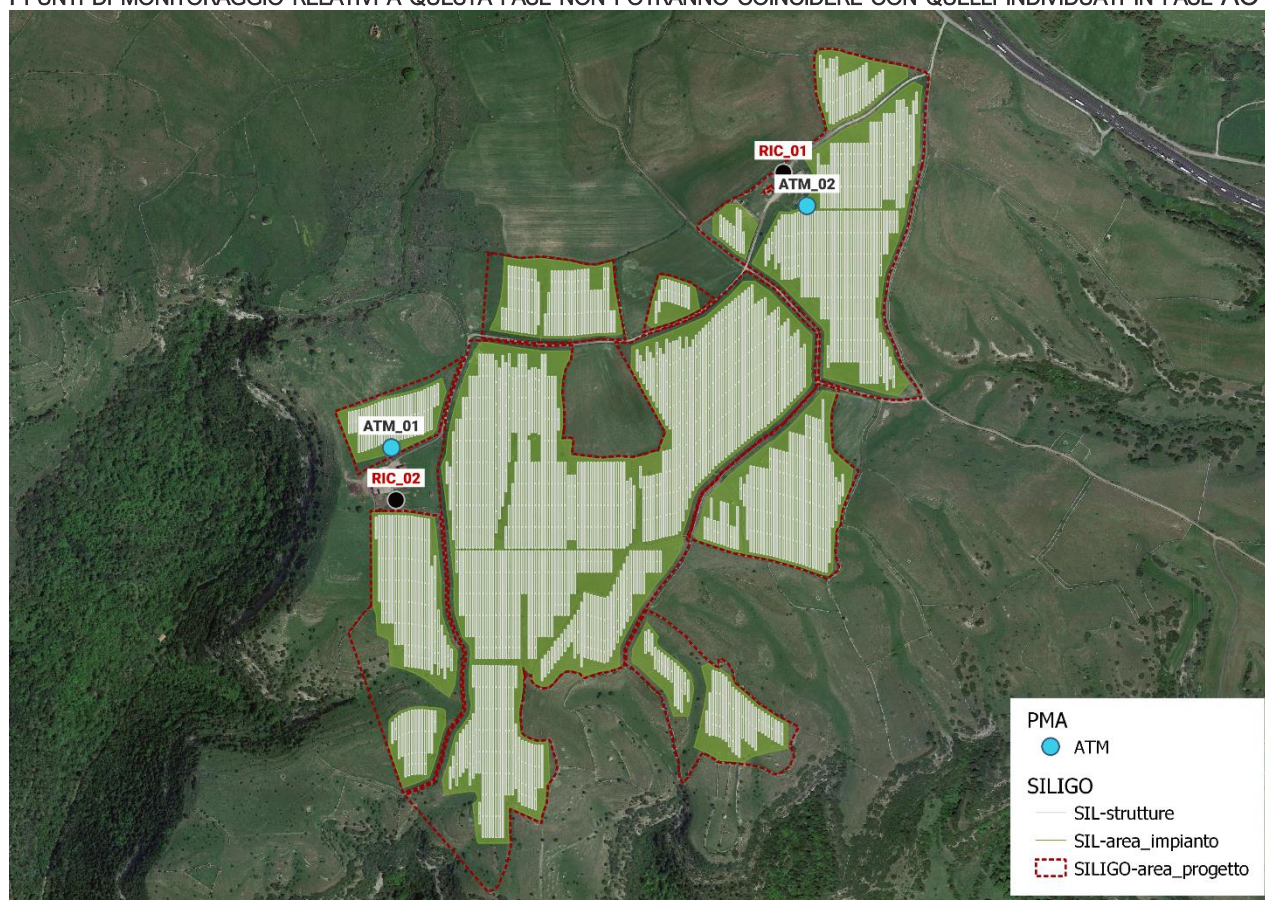 I PUNTI DI MONITORAGGIO RELATIVI A QUESTA FASE NON POTRANNO COINCIDERE CON QUELLI INDIVIDUATI IN FASE AO
RIC_01
ATM_02
ATM_01
RIC_02
PMA
ATM
SILIGO
SIL-strutture
SIL-area_impianto
SILIGO-area_progetto